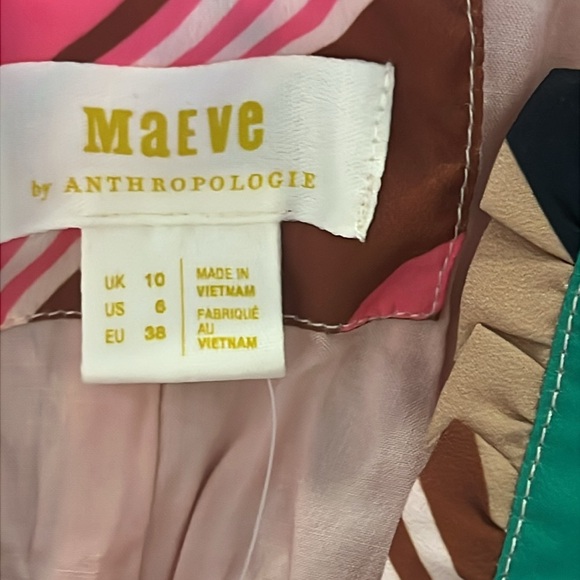 MaEVe
by ANTHROPOLOGIE
UK 10
US 6
EU 38
MADE IN
VIETNAM
FABRIQUÉ
AU
VIETNAM